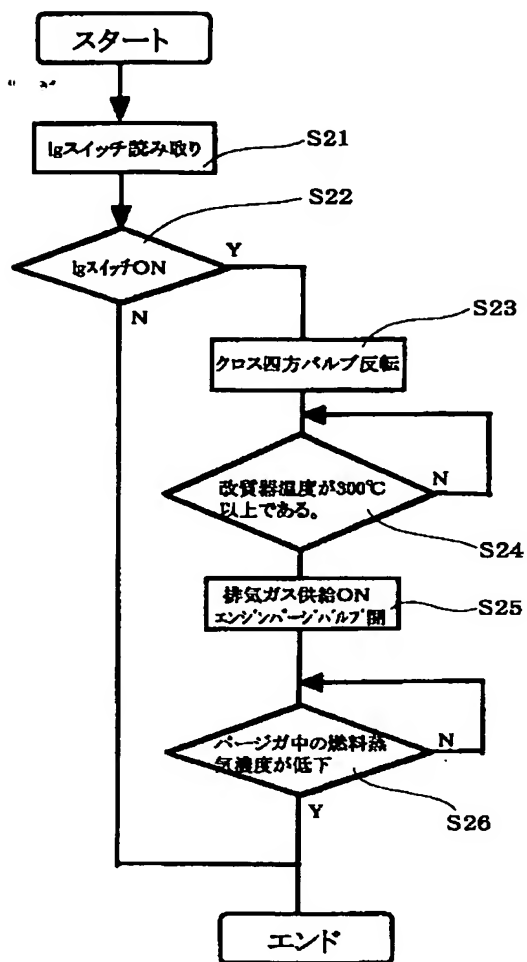 スタート
Igスイッチ読み取り
S21
S22
IgスイッチON
Y
N
S23
クロス四方バルブ反転
改質器温度が300℃
以上である。
N
S24
排気ガス供給ON
エンジンパージバルブ開
S25
パージガ中の燃料蒸
気濃度が低下
N
Y
S26
エンド